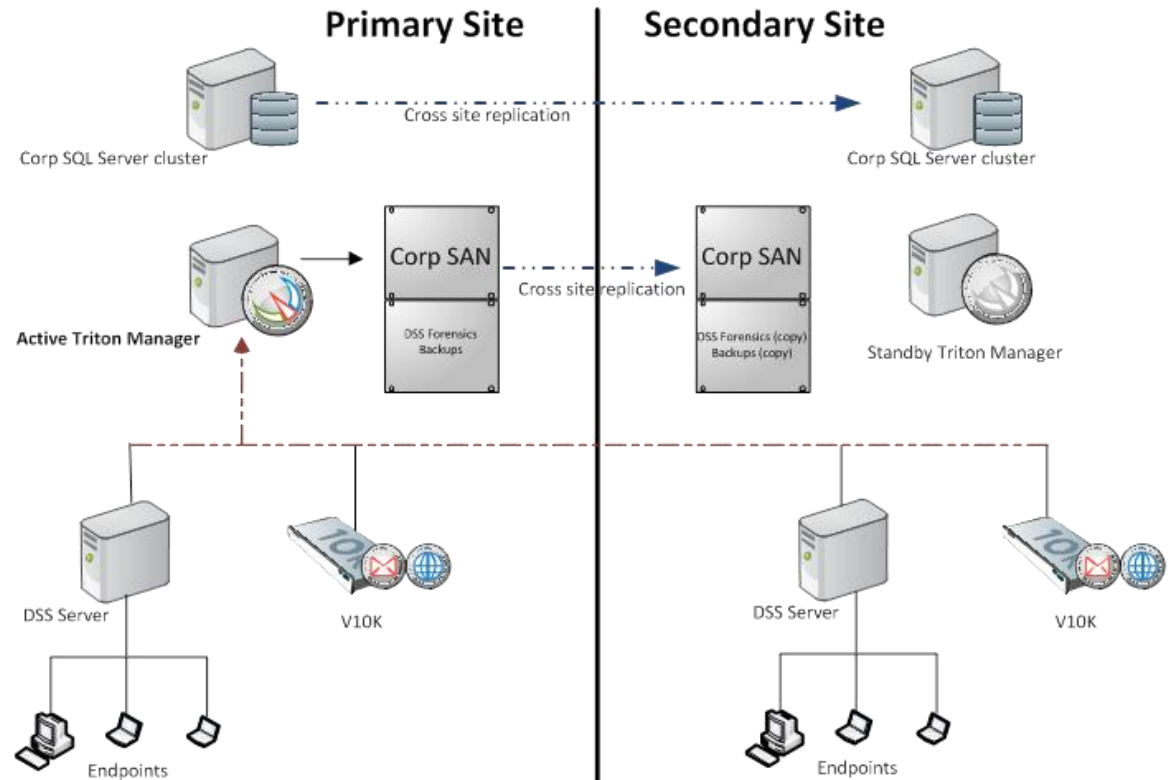 Primary Site
Secondary Site
Cross site replication
Corp SQL Server cluster
Corp SQL Server cluster
Corp SAN
Corp SAN
Cross site replication
Active Triton Manager
DSS Forensics
Backups
DSS Forensics (copy)
Backups (copy)
Standby Triton Manager
10K
10K
DSS Server
V10K
DSS Server
V10K
Endpoints
Endpoints